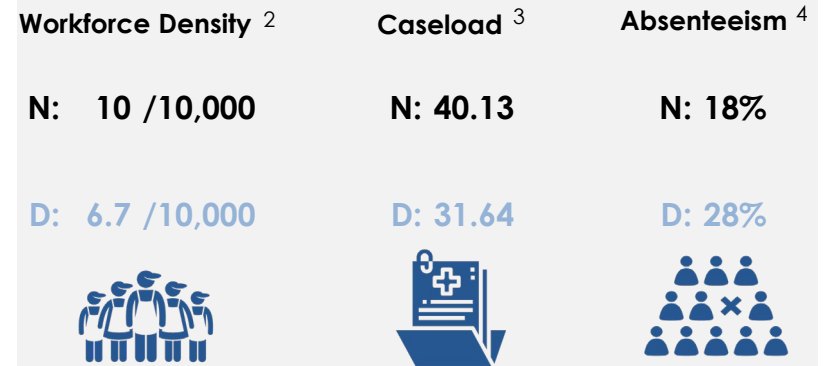 Workforce Density 2 Caseload 3 Absenteeism 4
N: 10 /10,000 N: 40.13 N: 18%
D: 6.7 /10,000 D: 31.64 D: 28%